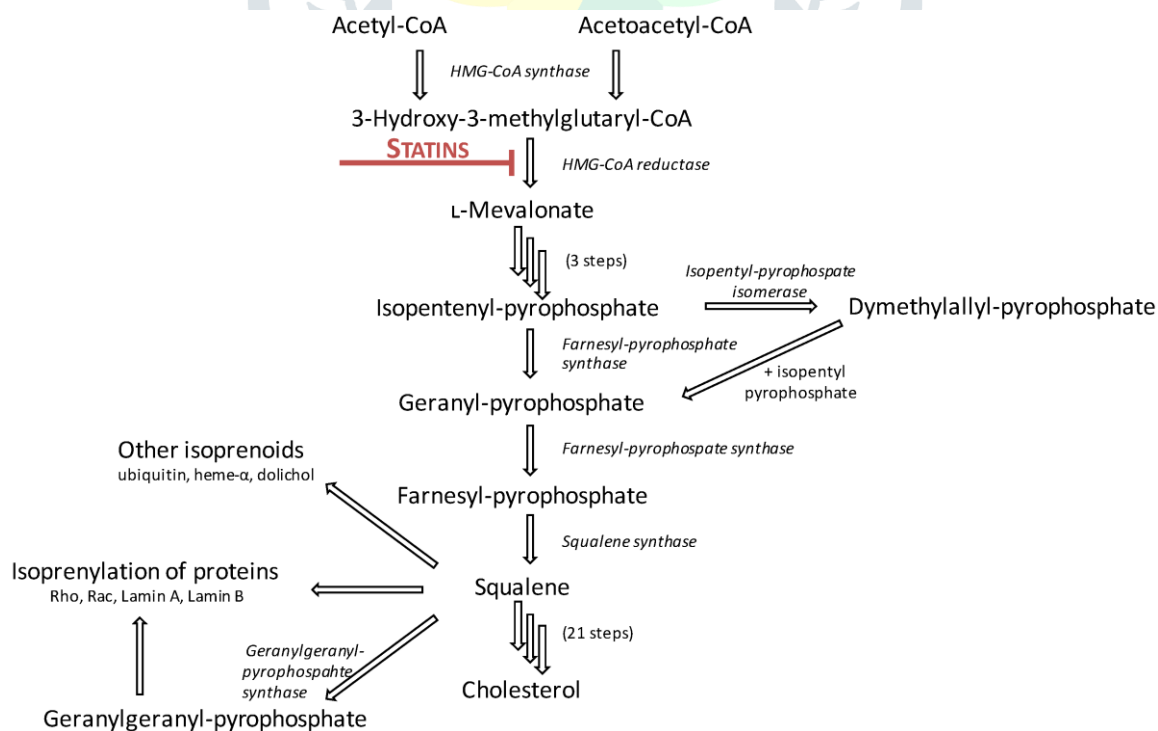 Acetyl-CoA
Acetoacetyl-CoA
HMG-CoA synthase
3-Hydroxy-3-methylglutaryl-CoA
STATINS
HMG-CoA reductase
L-Mevalonate
(3 steps)
Isopentyl-pyrophospate
isomerase
Isopentenyl-pyrophosphate
Dymethylallyl-pyrophosphate
Farnesyl-pyrophosphate
synthase
+ isopentyl
pyrophosphate
Geranyl-pyrophosphate
Other isoprenoids
ubiquitin, heme-α, dolichol
Farnesyl-pyrophospate synthase
Farnesyl-pyrophosphate
Squalene synthase
Isoprenylation of proteins
Rho, Rac, Lamin A, Lamin B
Squalene
(21 steps)
Geranylgeranyl-
pyrophospahte
synthase
Cholesterol
Geranylgeranyl-pyrophosphate